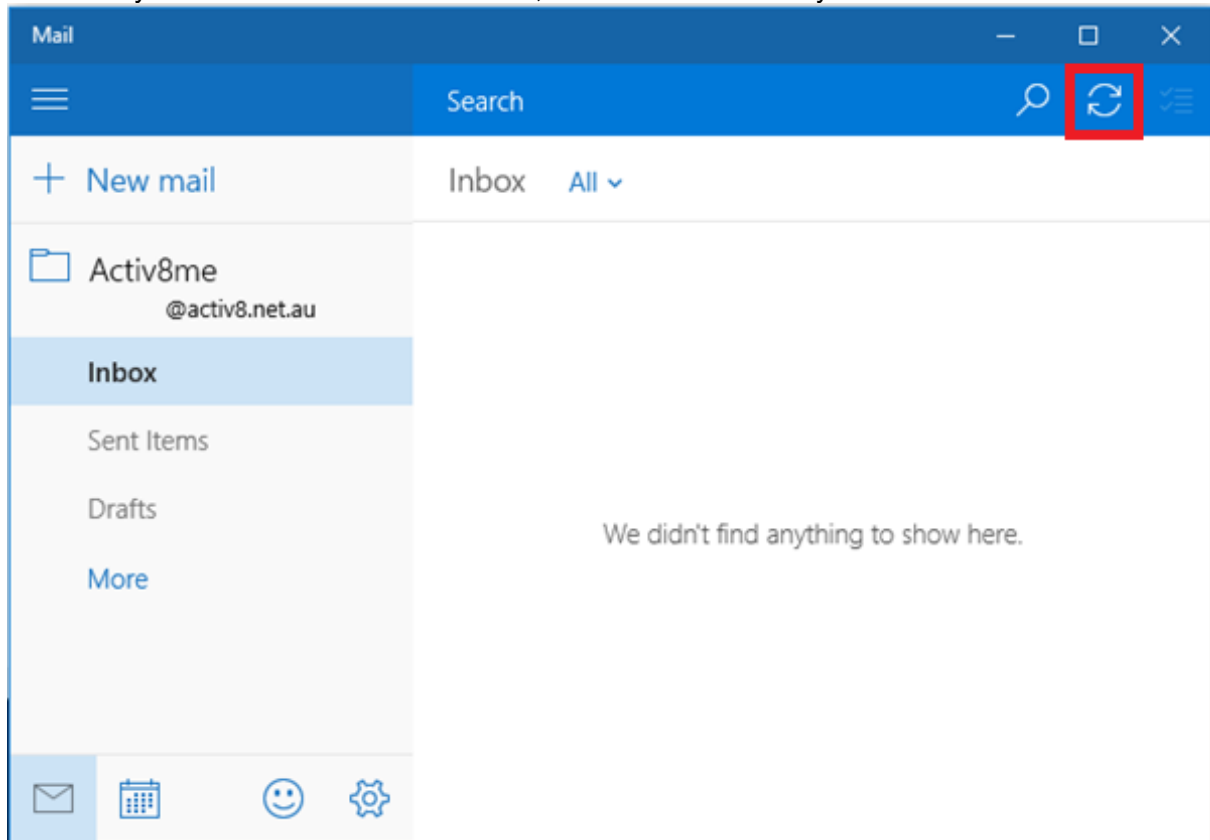 Mail
Search
+ New mail
Inbox All
Activ8me
@activ8.net.au
Inbox
Sent Items
Drafts
More
We didn't find anything to show here.